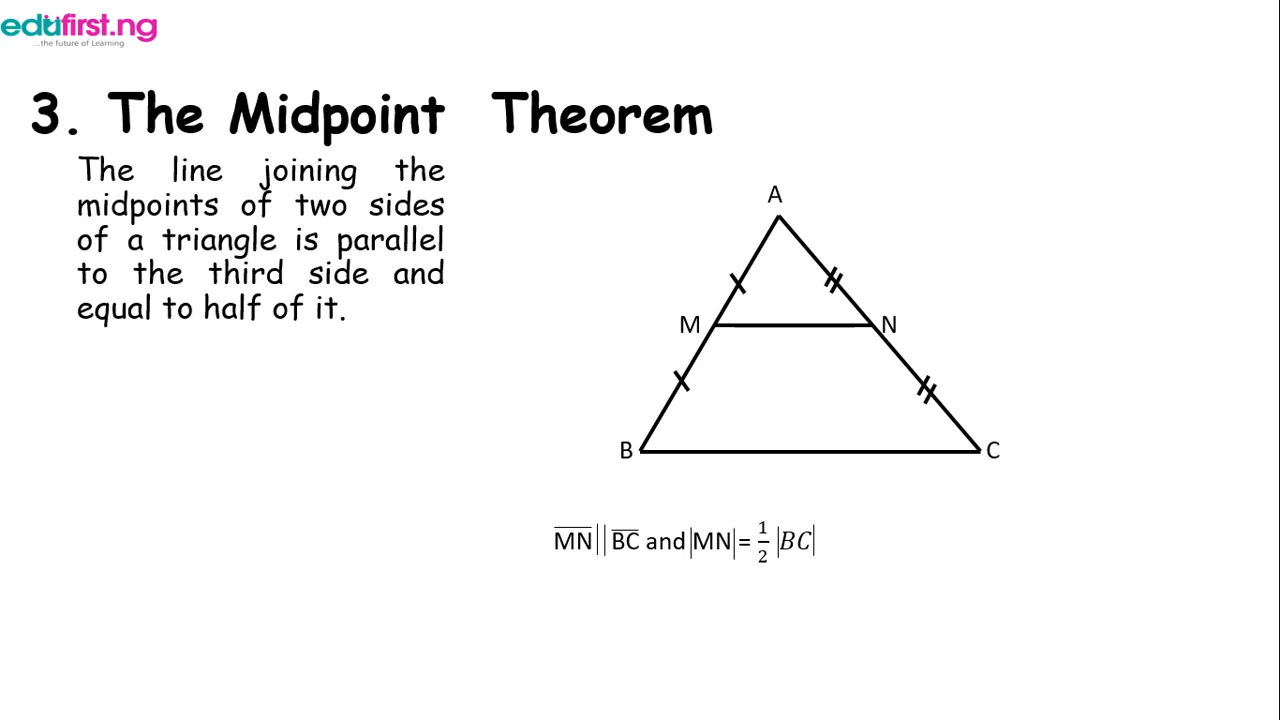 edufirst.ng
...the future of Learning
3. The Midpoint Theorem
The line joining the
midpoints of two sides
of a triangle is parallel
to the third side and
equal to half of it.
A
M
N
B
C
MN || BC and |MN| = 1/2 |BC|